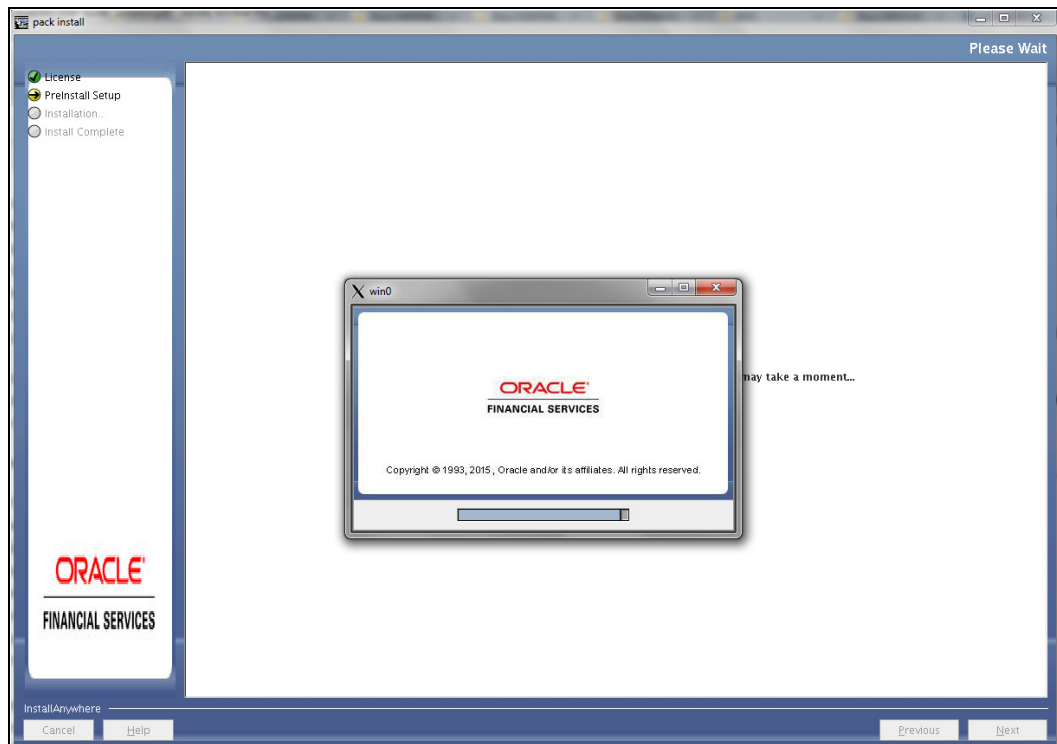 pack install
Please Wait
License
PreInstall Setup
Installation..
Install Complete
win0
may take a moment...
ORACLE
FINANCIAL SERVICES
Copyright © 1993, 2015 , Oracle and/or its affiliates. All rights reserved.
ORACLE
FINANCIAL SERVICES
InstallAnywhere
Cancel
Help
Previous
Next